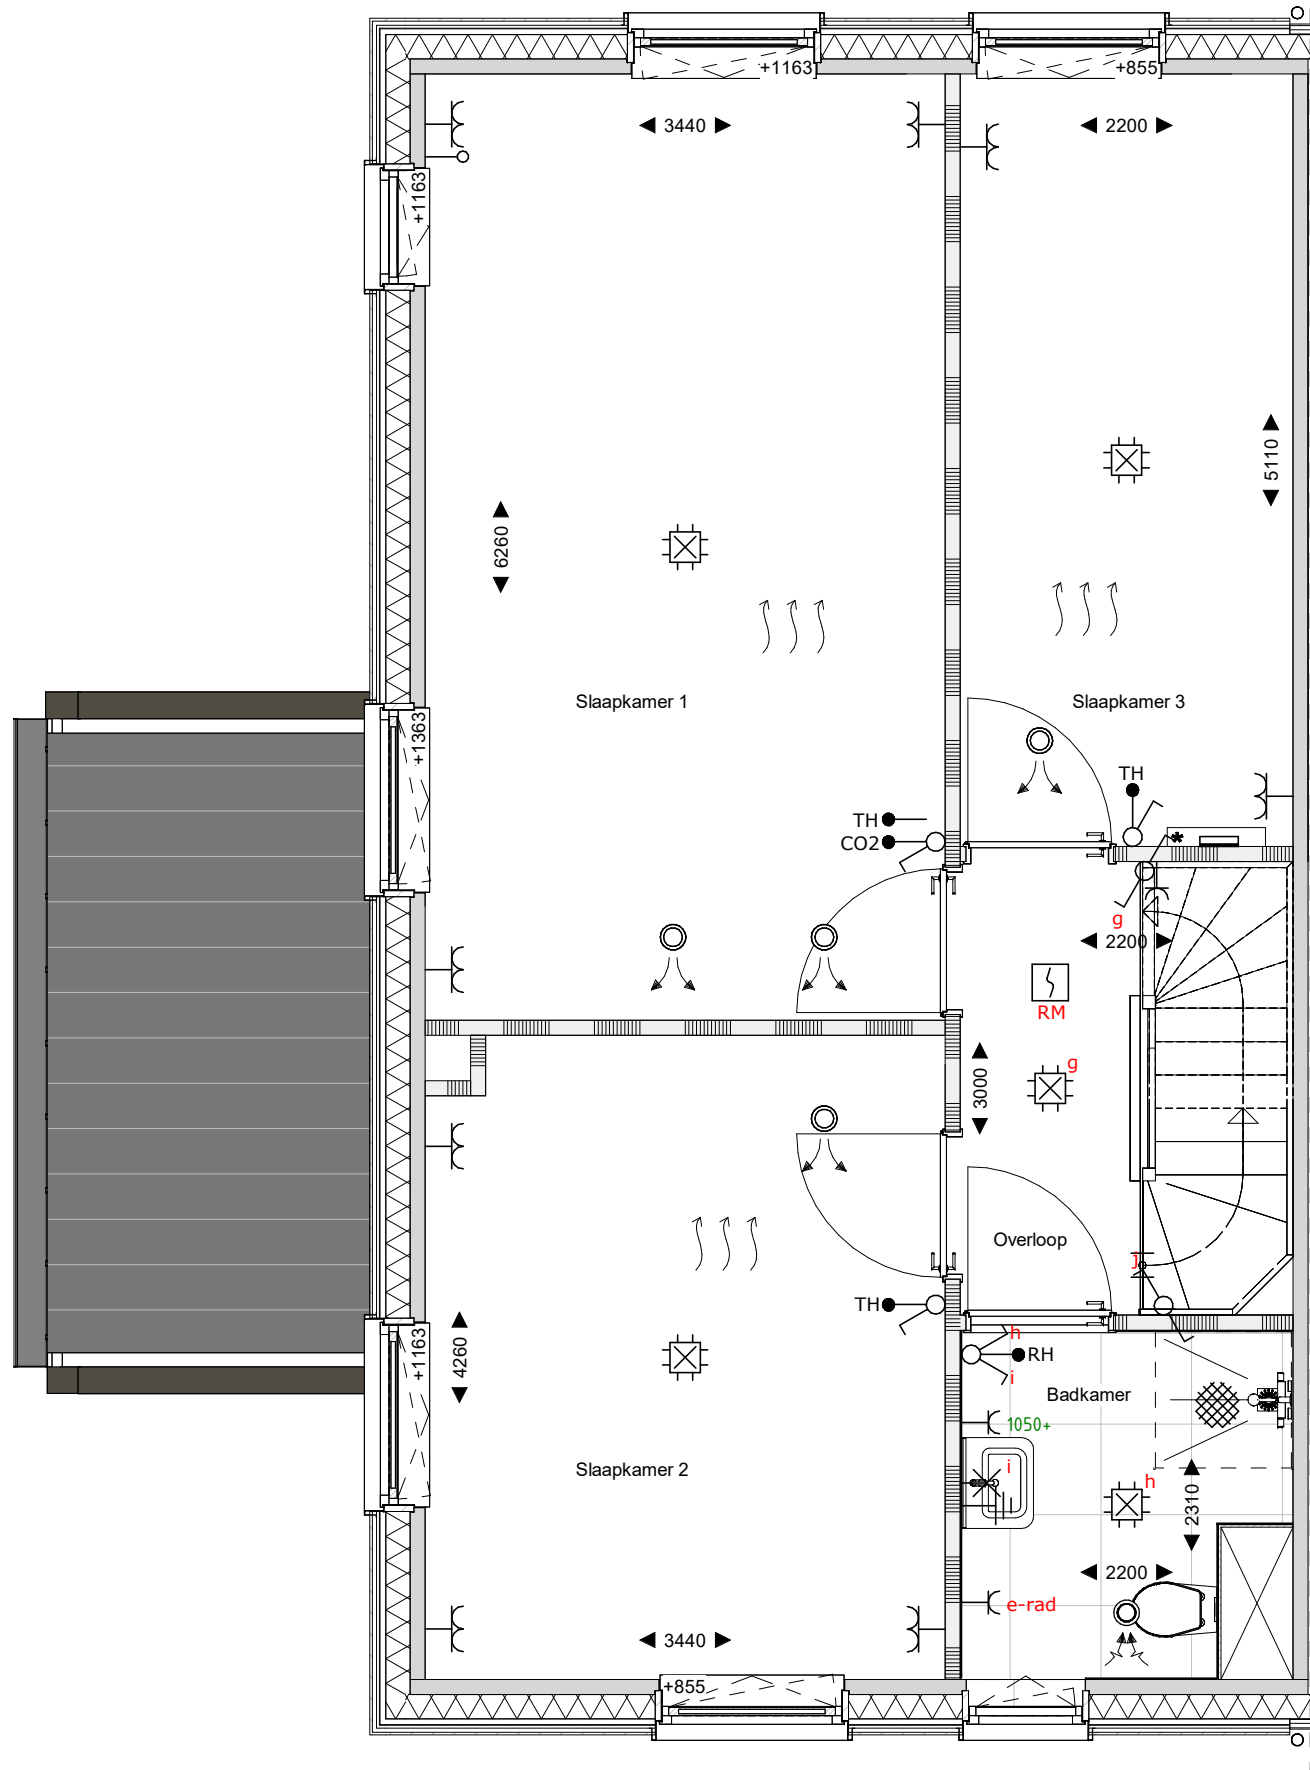 +1163
+855
3440
2200
+1163
5110
6260
Slaapkamer 1
Slaapkamer 3
+1363
TH
TH
CO2
*
g
2200
RM
g
3000
Overloop
j
TH
h
RH
i
+1163
4260
Badkamer
1050+
i
Slaapkamer 2
h
2310
2200
e-rad
3440
+855